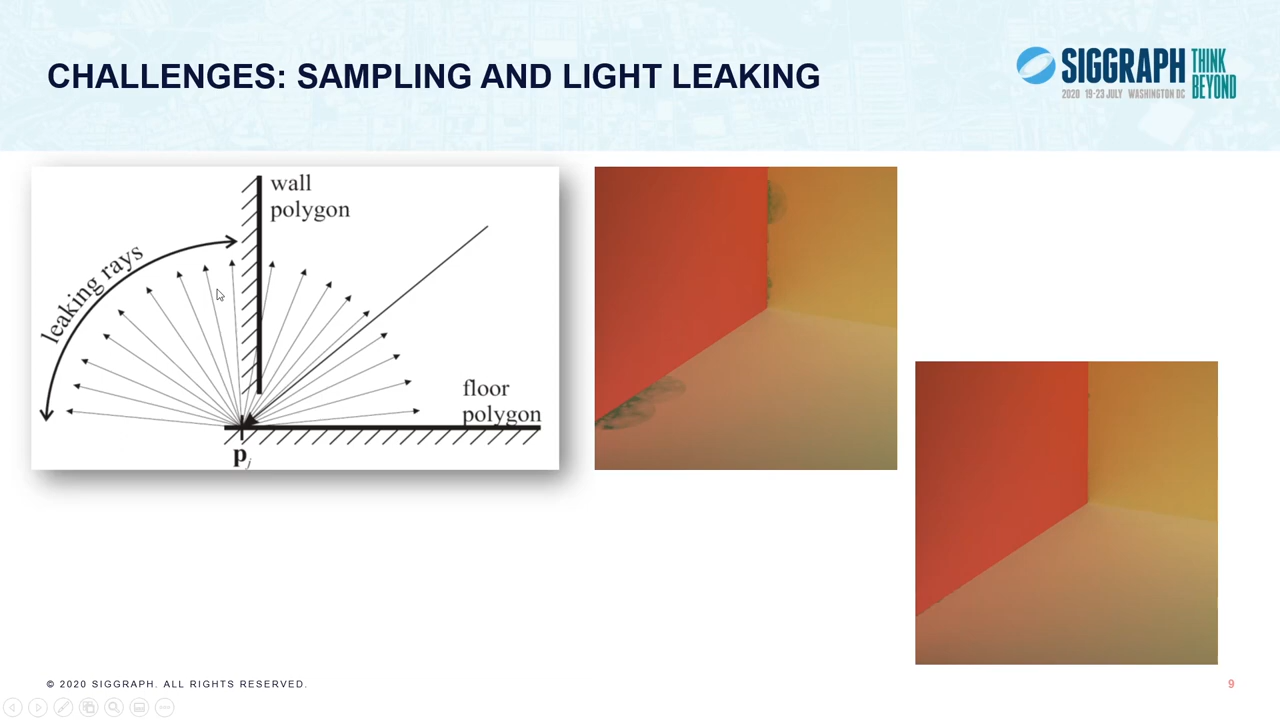 CHALLENGES: SAMPLING AND LIGHT LEAKING
SIGGRAPH THINK BEYOND
2020 19-23 JULY WASHINGTON DC
wall
polygon
leaking rays
floor
polygon
pj
© 2020 SIGGRAPH. ALL RIGHTS RESERVED.
9